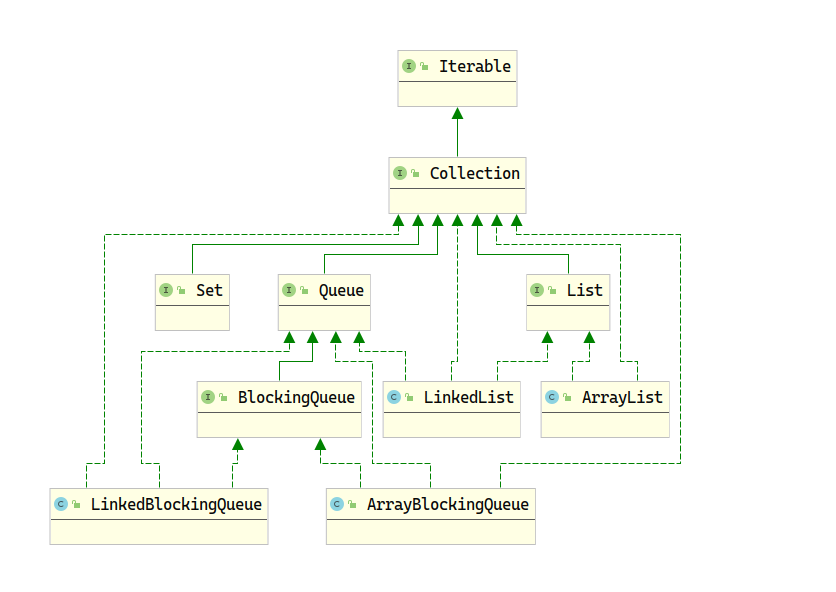 I Iterable
I Collection
I Set
I Queue
I List
I BlockingQueue
C LinkedList
C ArrayList
C LinkedBlockingQueue
C ArrayBlockingQueue